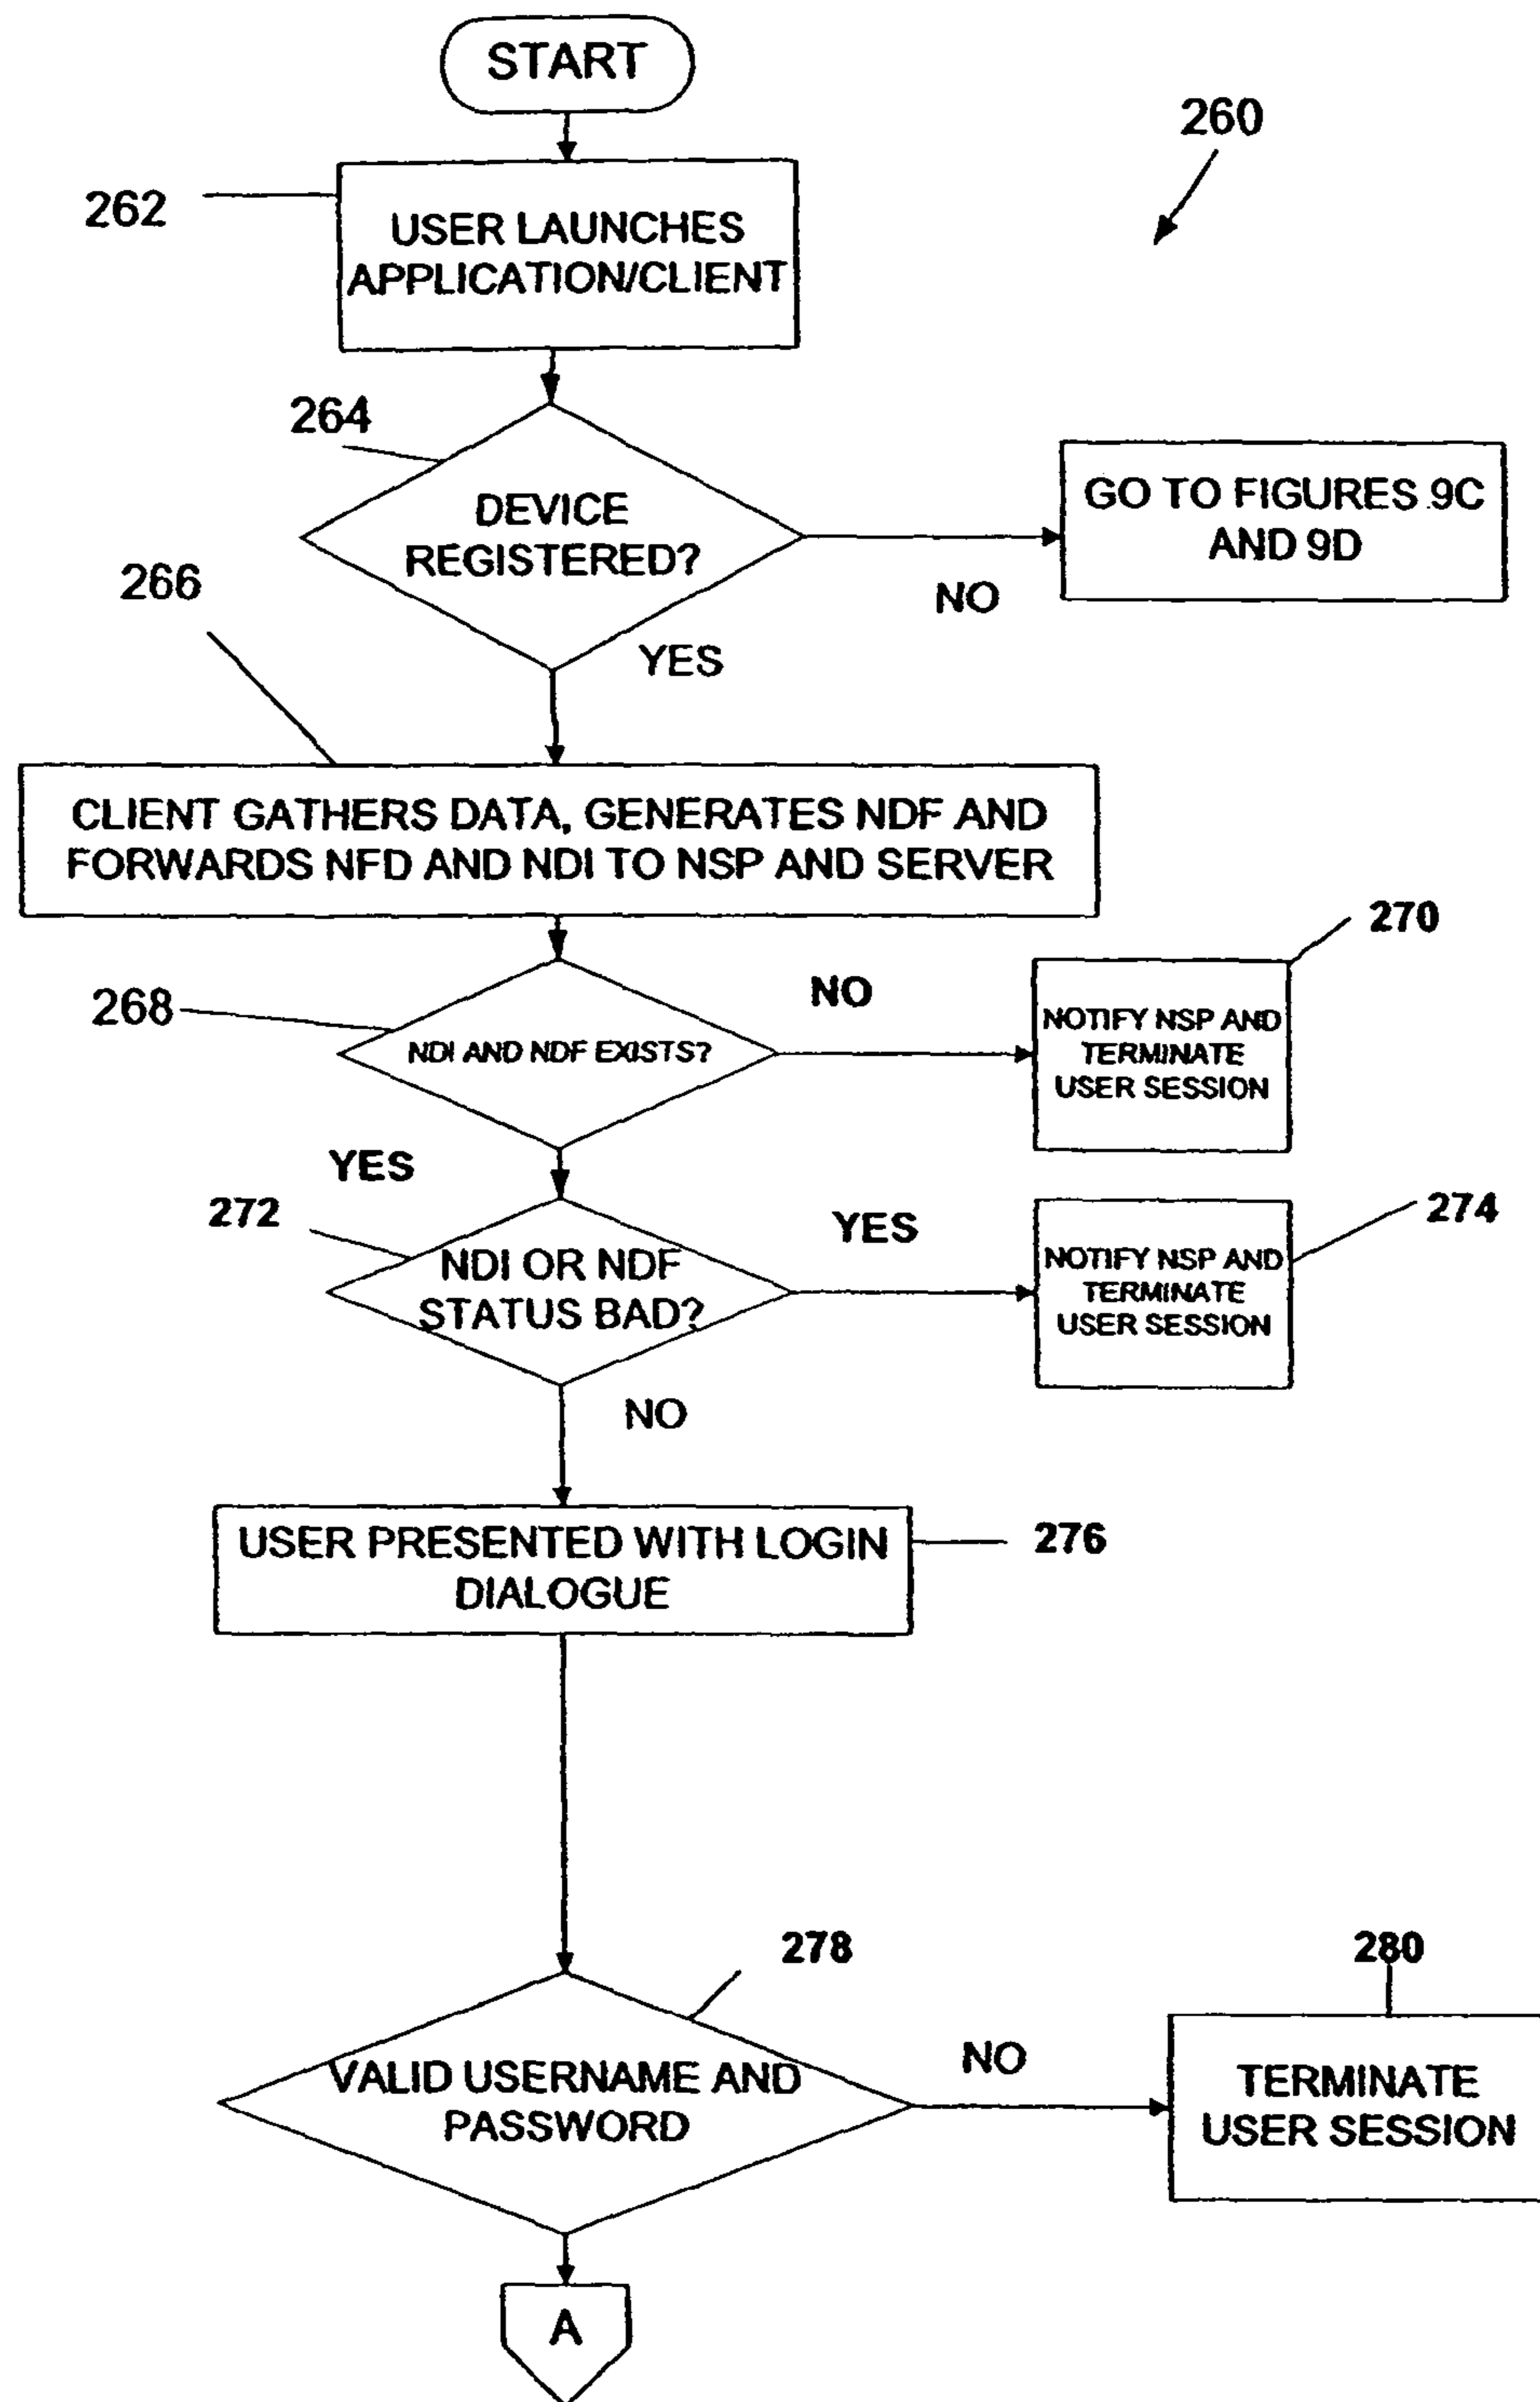 START
260
262
USER LAUNCHES
APPLICATION/CLIENT
264
DEVICE
REGISTERED?
GO TO FIGURES 9C
AND 9D
NO
266
YES
CLIENT GATHERS DATA, GENERATES NDF AND
FORWARDS NFD AND NDI TO NSP AND SERVER
270
268
NDI AND NDF EXISTS?
NO
NOTIFY NSP AND
TERMINATE
USER SESSION
YES
272
NDI OR NDF
STATUS BAD?
YES
274
NOTIFY NSP AND
TERMINATE
USER SESSION
NO
USER PRESENTED WITH LOGIN
DIALOGUE
276
278
280
VALID USERNAME AND
PASSWORD
NO
TERMINATE
USER SESSION
A